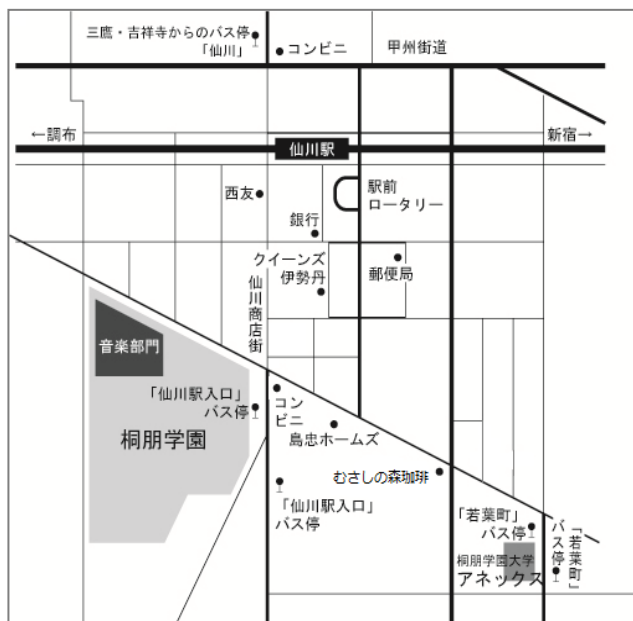 三鷹・吉祥寺からのバス停
「仙川」
コンビニ
甲州街道
←調布
仙川駅
新宿→
西友
駅前
ロータリー
銀行
クイーンズ
伊勢丹
郵便局
仙川商店街
音楽部門
桐朋学園
「仙川駅入口」
バス停
コン
ビニ
島忠ホームズ
むさしの森珈琲
「仙川駅入口」
バス停
「若葉町」
バス停
桐朋学園大学
アネックス
「若葉町」
バス停